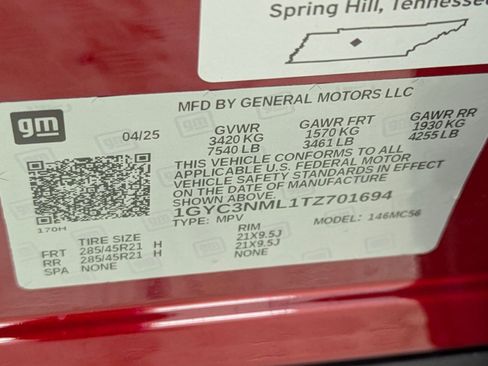 Spring Hill, Tennessee
MFD BY GENERAL MOTORS LLC
gm
04/25
GVWR GAWR FRT GAWR RR
3420 KG 1570 KG 1930 KG
7540 LB 3461 LB 4255 LB
THIS VEHICLE CONFORMS TO ALL
APPLICABLE U.S. FEDERAL MOTOR
VEHICLE SAFETY STANDARDS IN EFFECT
ON THE DATE OF MANUFACTURE
1GYC3NML1TZ701694
TYPE: MPV MODEL: 146MC56
170H
TIRE SIZE RIM
FRT 285/45R21 H 21X9.5J
RR 285/45R21 H 21X9.5J
SPA NONE NONE